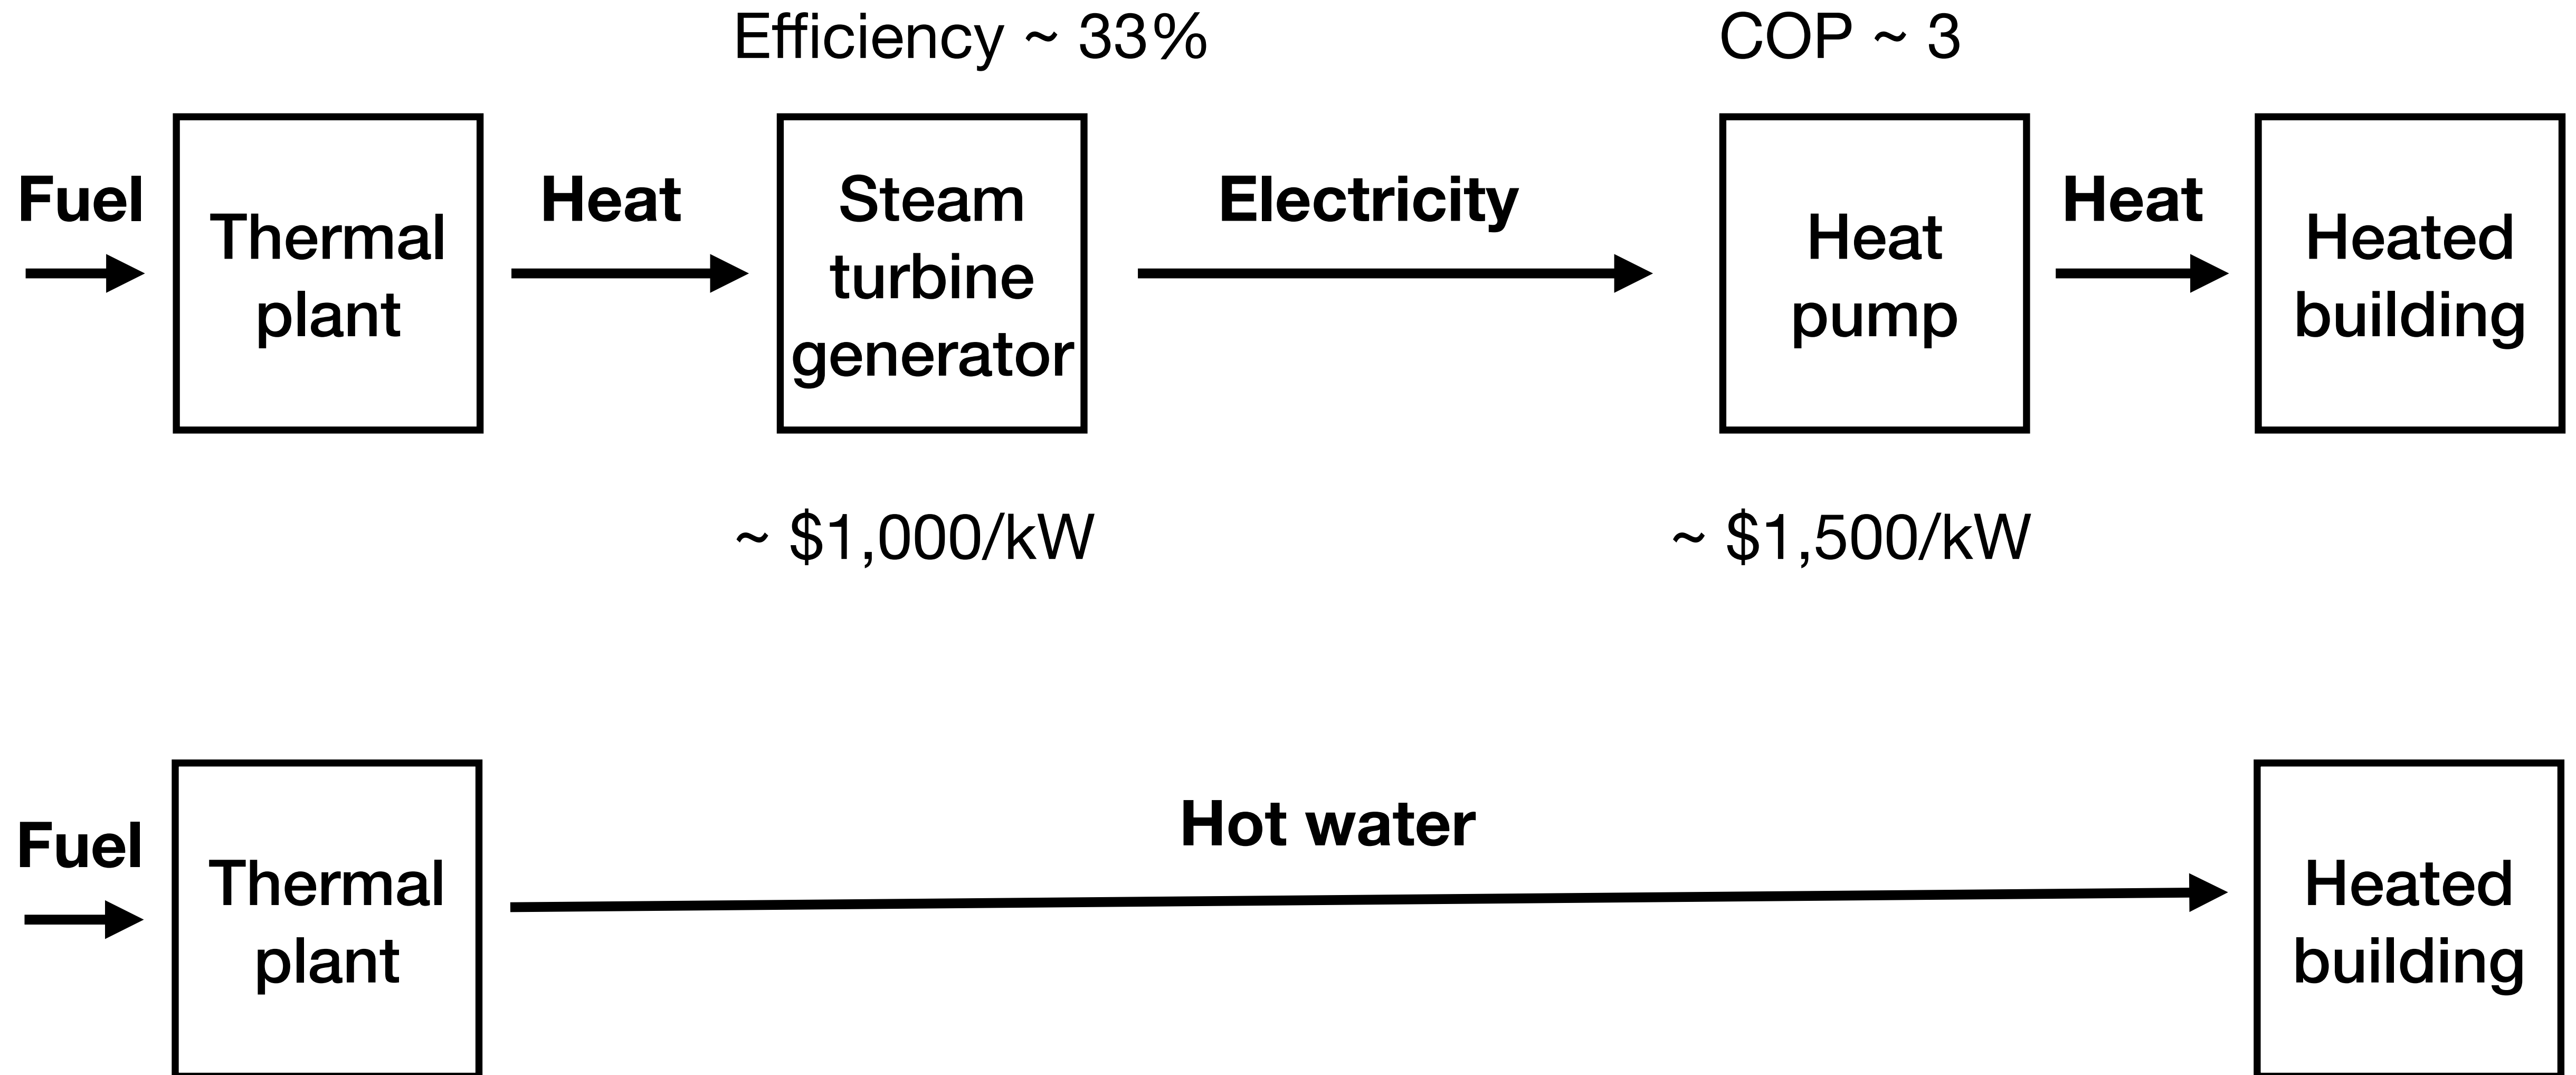 Efficiency ~ 33%
COP ~ 3
Fuel
Thermal
plant
Heat
Steam
turbine
generator
Electricity
Heat
pump
Heat
Heated
building
~ $1,000/kW
~ $1,500/kW
Fuel
Thermal
plant
Hot water
Heated
building